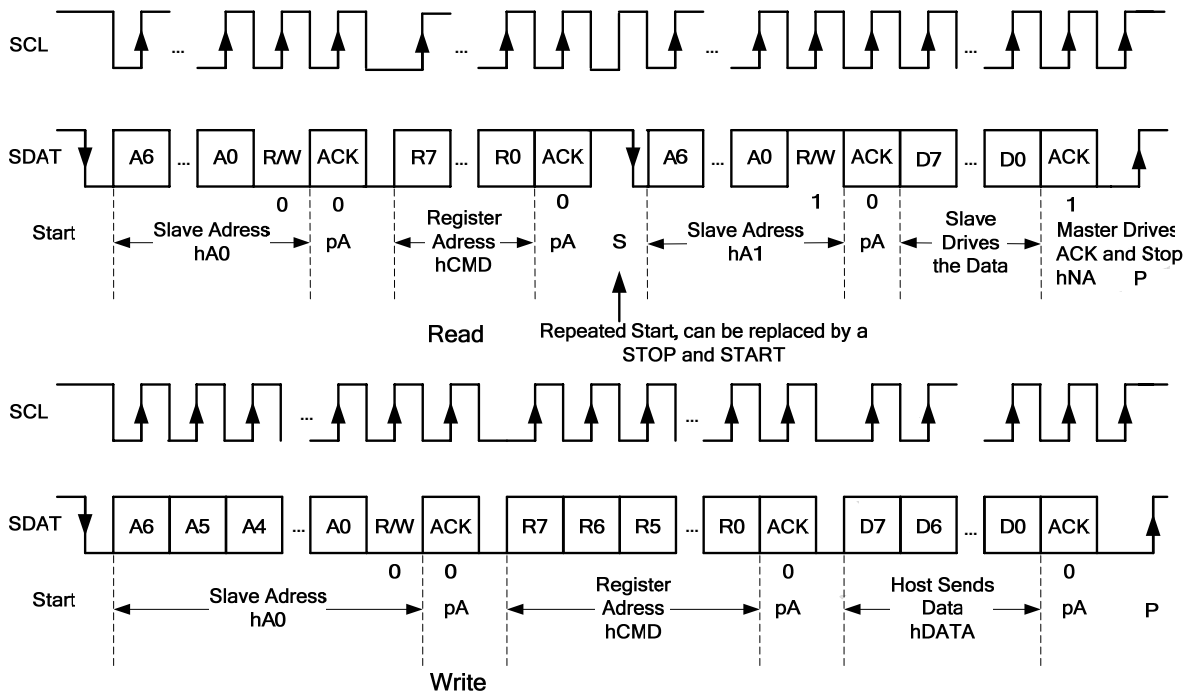 SCL
... ... ... ...
SDAT A6 ... A0 R/W ACK R7 ... R0 ACK A6 ... A0 R/W ACK D7 ... D0 ACK
0 0 0 1 0 1
Start Slave Adress hA0 pA Register Adress hCMD pA S Slave Adress hA1 pA Slave Drives the Data Master Drives ACK and Stop hNA P
Read
Repeated Start, can be replaced by a
STOP and START
SCL
... ... ...
SDAT A6 A5 A4 ... A0 R/W ACK R7 R6 R5 ... R0 ACK D7 D6 ... D0 ACK
0 0 0 0
Start Slave Adress hA0 pA Register Adress hCMD pA Host Sends Data hDATA pA P
Write